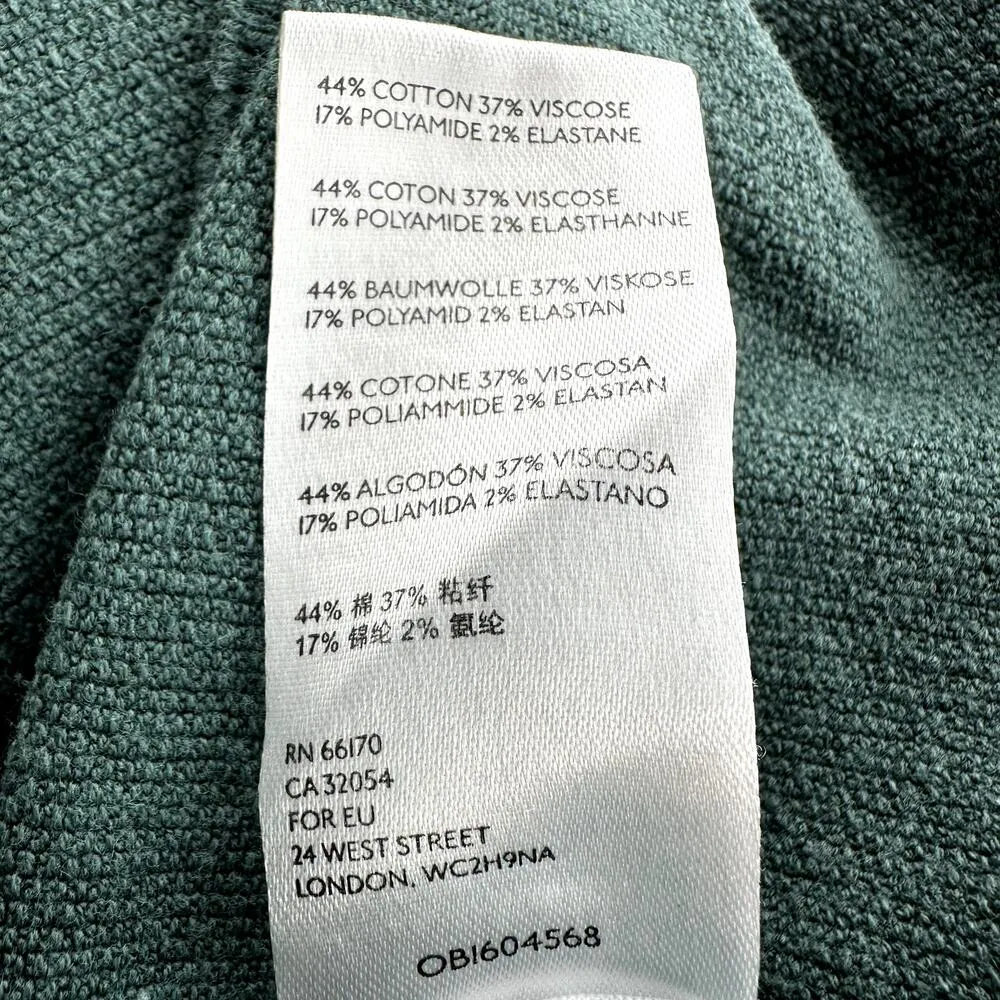 44% COTTON 37% VISCOSE
17% POLYAMIDE 2% ELASTANE
44% COTON 37% VISCOSE
17% POLYAMIDE 2% ELASTHANNE
44% BAUMWOLLE 37% VISKOSE
17% POLYAMID 2% ELASTAN
44% COTONE 37% VISCOSA
17% POLIAMMIDE 2% ELASTAN
44% ALGODÓN 37% VISCOSA
17% POLIAMIDA 2% ELASTANO
44% 棉 37% 粘纤
17% 锦纶 2% 氨纶
RN 66170
CA 32054
FOR EU
24 WEST STREET
LONDON, WC2H9NA
OB1604568